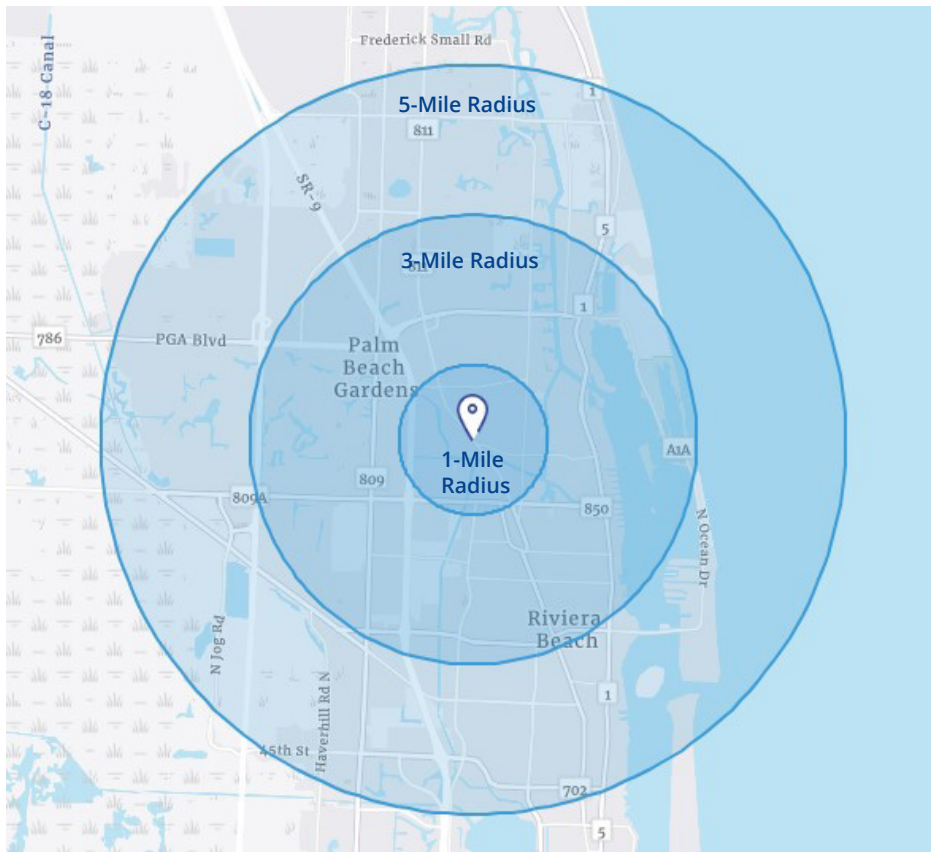 Frederick Small Rd
1
C-18 Canal
5-Mile Radius
811
SR-9
5
3-Mile Radius
811
1
786
PGA Blvd
Palm
Beach
Gardens
1-Mile
Radius
A1A
809
809A
850
N Ocean Dr
Riviera
Beach
N Jog Rd
Haverhill Rd N
1
45th St
702
5